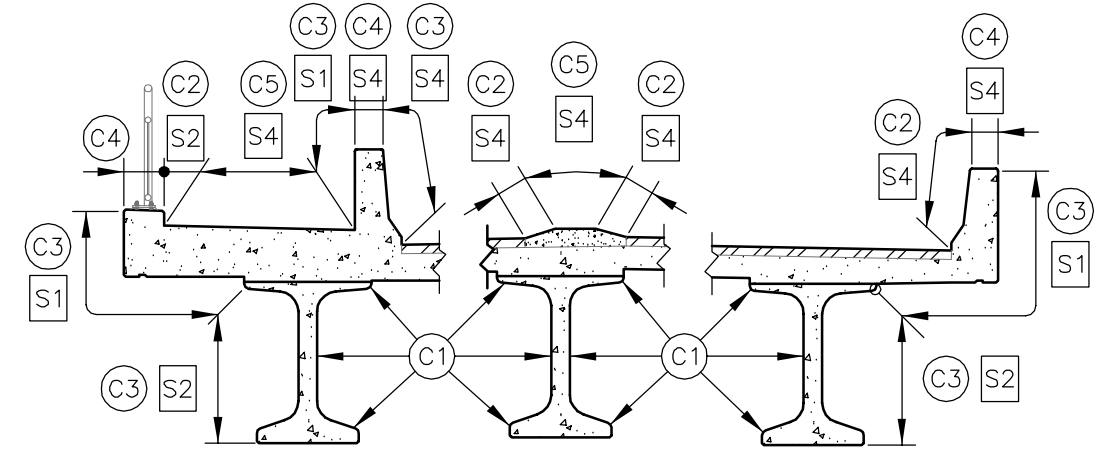 C3 C4 C3
S1 S4 S4
C2 C5
C4 S2 S4
C2 C5 C2
S4 S4 S4
C4
S4
C2
S4
C3
S1
C3
S1
C1 C1
C3 S2
C3 S2